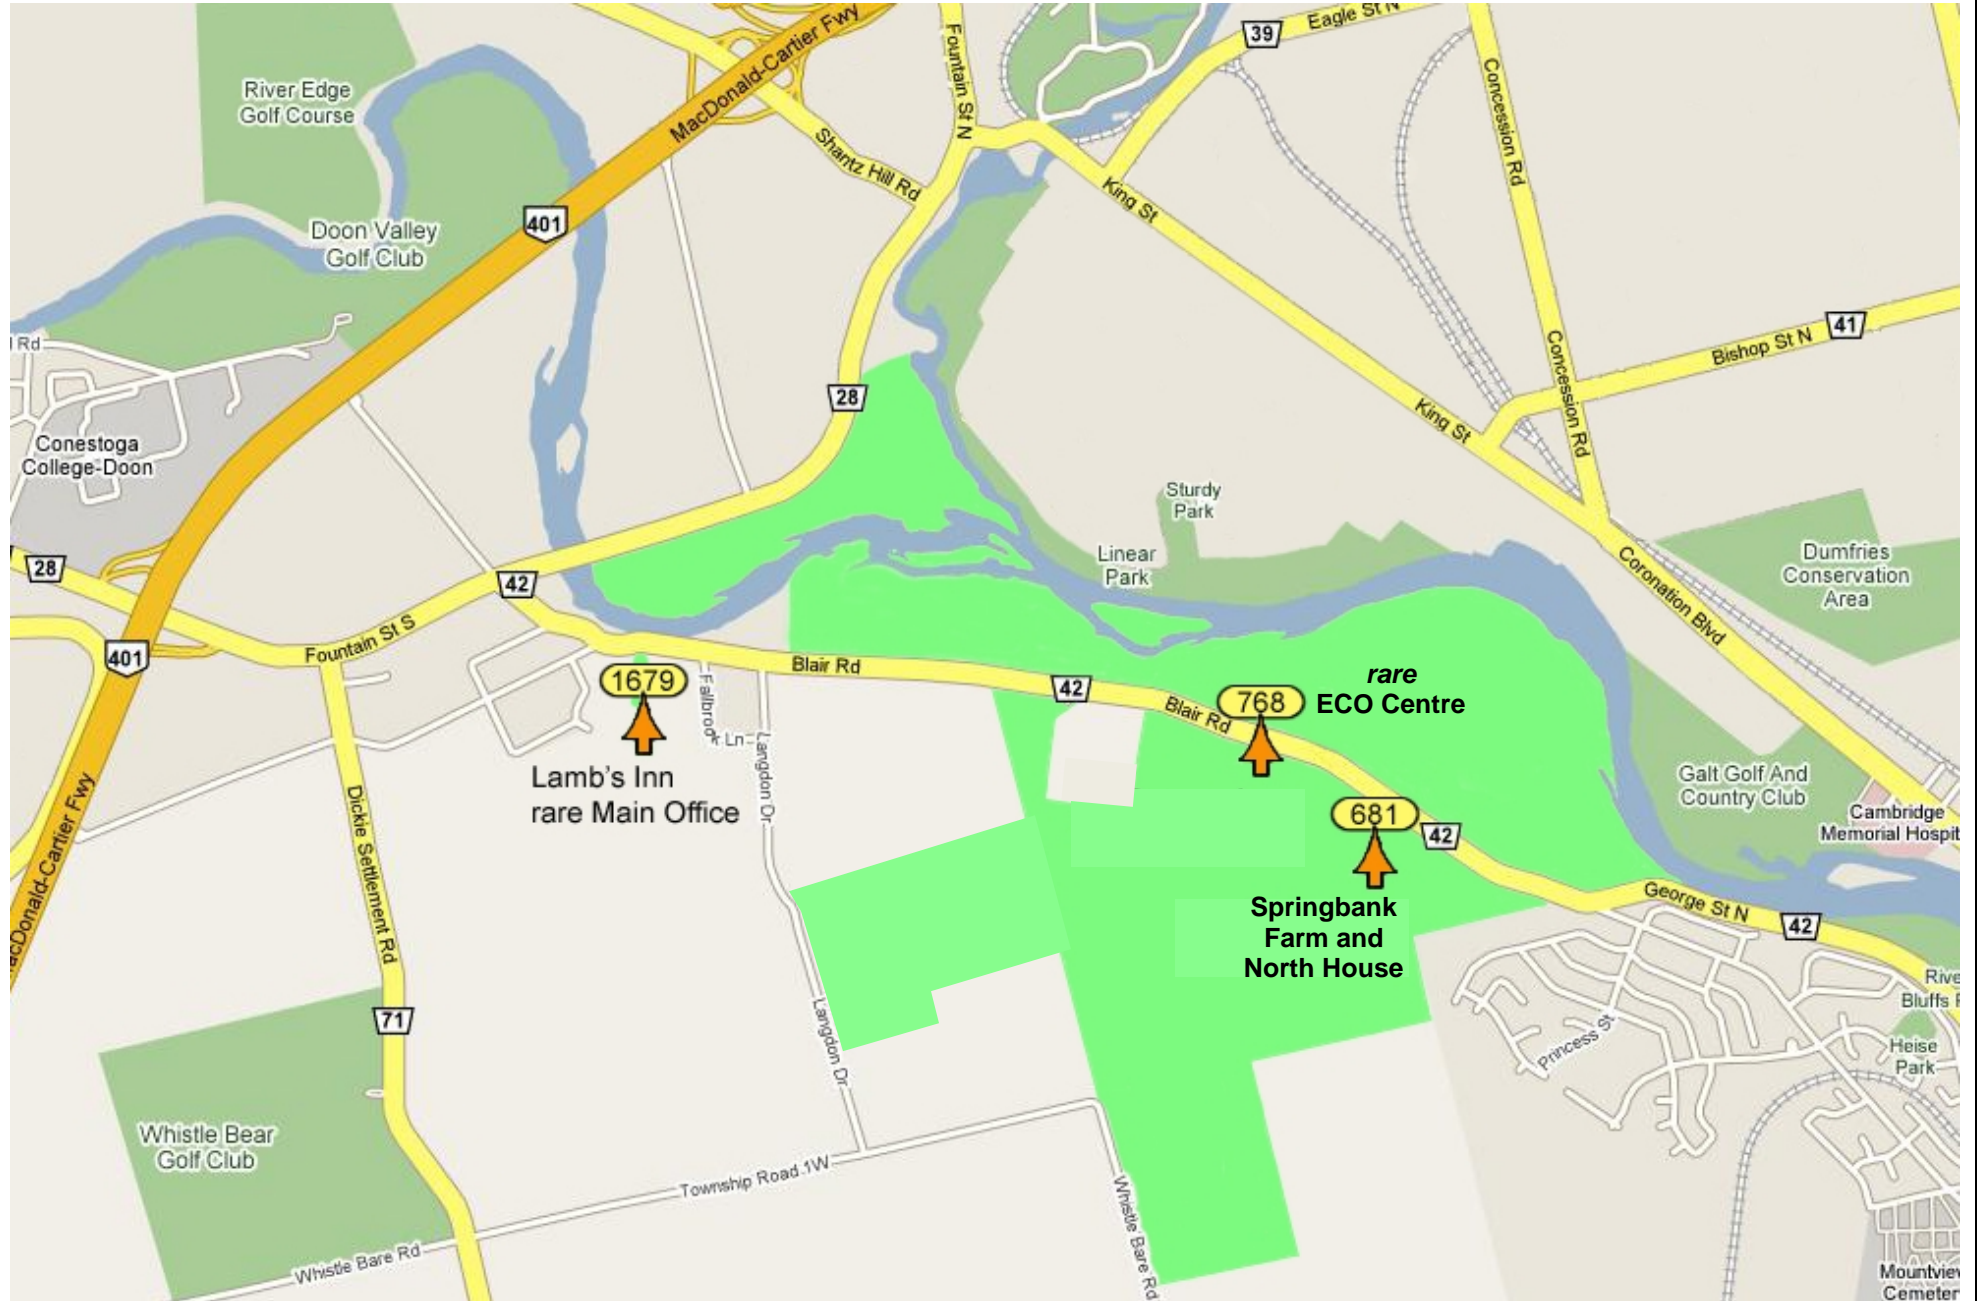 Eagle St N
39
Fountain St N
MacDonald-Cartier Fwy
River Edge
Golf Course
Concession Rd
Shantz Hill Rd
King St
401
Doon Valley
Golf Club
Rd
41
Bishop St N
Concession Rd
28
King St
Conestoga
College-Doon
Sturdy
Park
Linear
Park
Dumfries
Conservation
Area
28
42
Coronation Blvd
Fountain St S
401
Blair Rd
1679
Fallbrook Ln
42
Blair Rd
768
rare
ECO Centre
Lamb's Inn
rare Main Office
Langdon Dr
Galt Golf And
Country Club
Cambridge
Memorial Hospit
681
42
MacDonald-Cartier Fwy
Dickie Settlement Rd
Springbank
Farm and
North House
George St N
42
Rive
Bluffs
71
Langdon Dr
Princess St
Heise
Park
Whistle Bear
Golf Club
Township Road 1W
Whistle Bare Rd
Whistle Bare Rd
Mountview
Cemeter